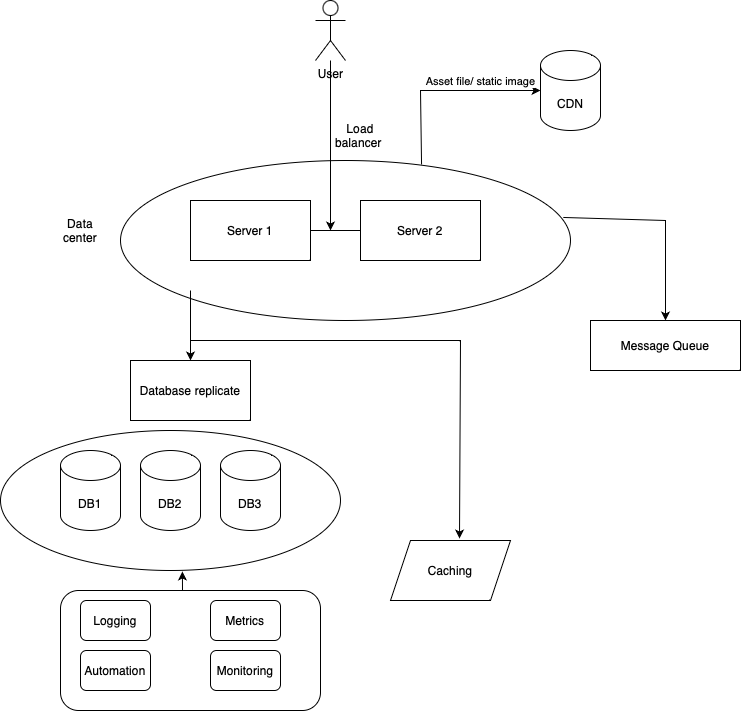 User
Asset file/ static image
CDN
Load
balancer
Data
center
Server 1
Server 2
Message Queue
Database replicate
DB1
DB2
DB3
Caching
Logging
Metrics
Automation
Monitoring